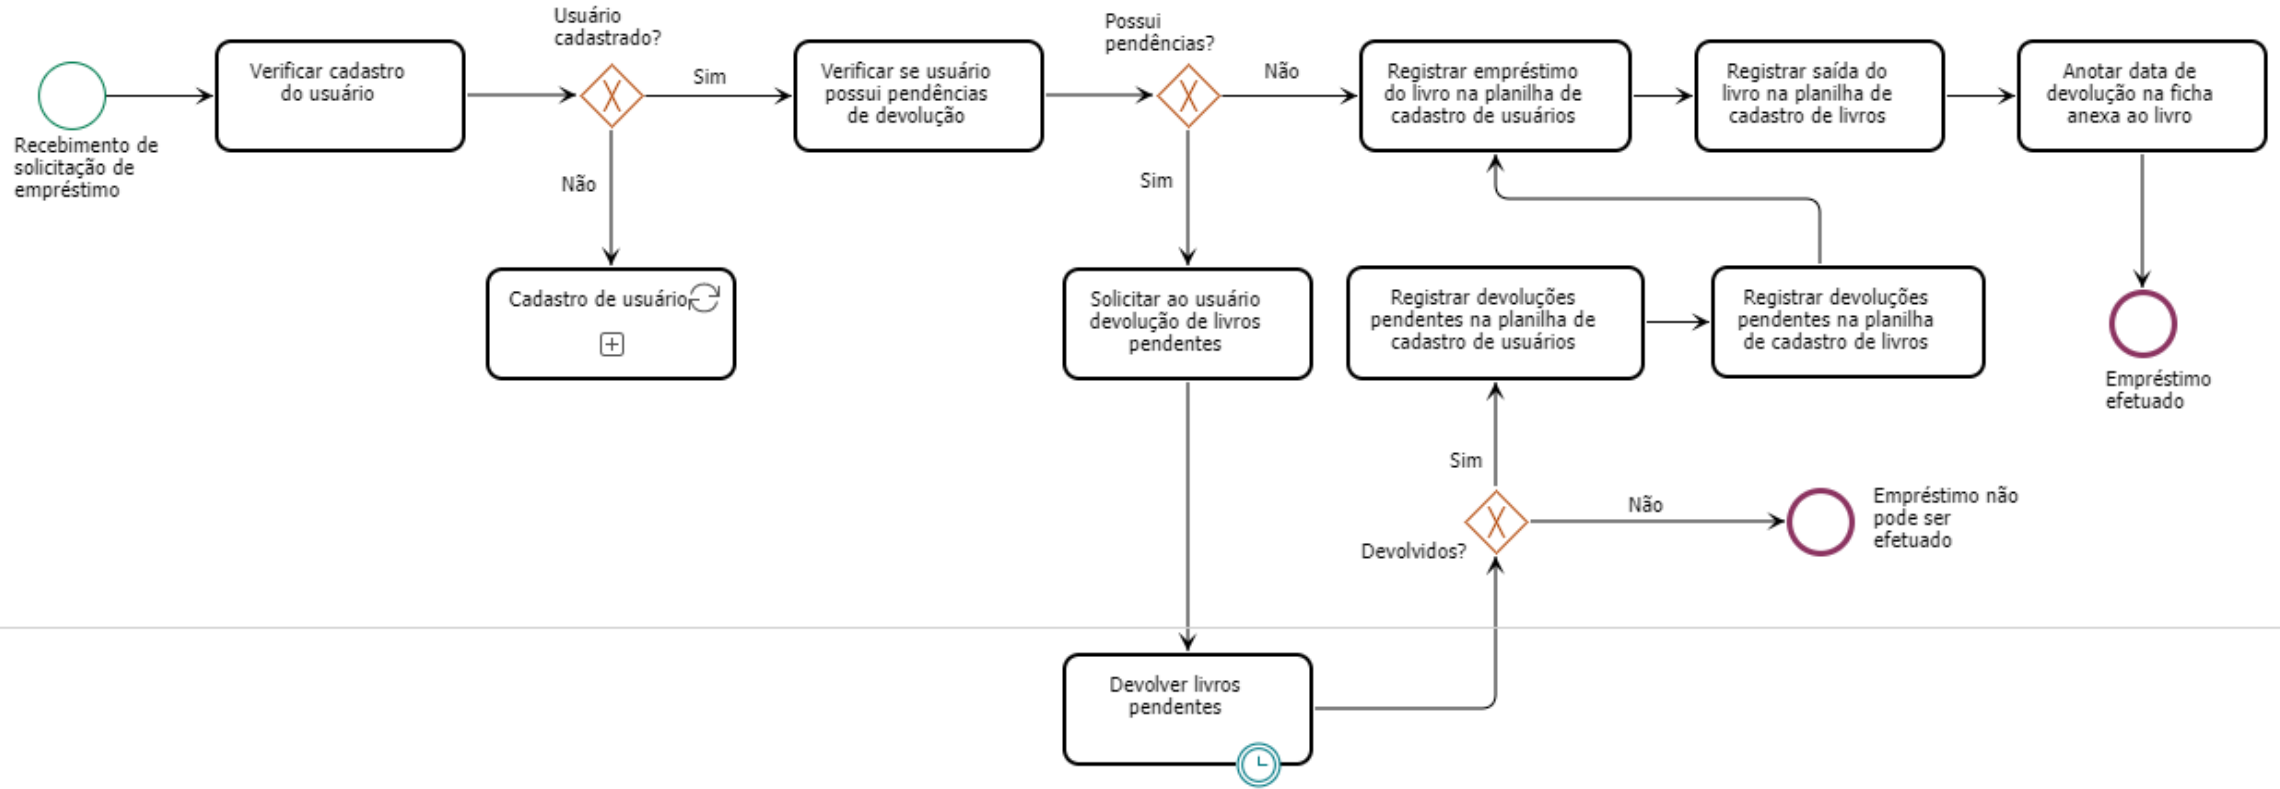 Recebimento de
solicitação de
empréstimo
Verificar cadastro
do usuário
Usuário
cadastrado?
Sim
Não
Cadastro de usuário
Verificar se usuário
possui pendências
de devolução
Possui
pendências?
Não
Sim
Registrar empréstimo
do livro na planilha de
cadastro de usuários
Registrar saída do
livro na planilha de
cadastro de livros
Anotar data de
devolução na ficha
anexa ao livro
Solicitar ao usuário
devolução de livros
pendentes
Registrar devoluções
pendentes na planilha de
cadastro de usuários
Registrar devoluções
pendentes na planilha
de cadastro de livros
Empréstimo
efetuado
Sim
Não
Devolvidos?
Empréstimo não
pode ser
efetuado
Devolver livros
pendentes